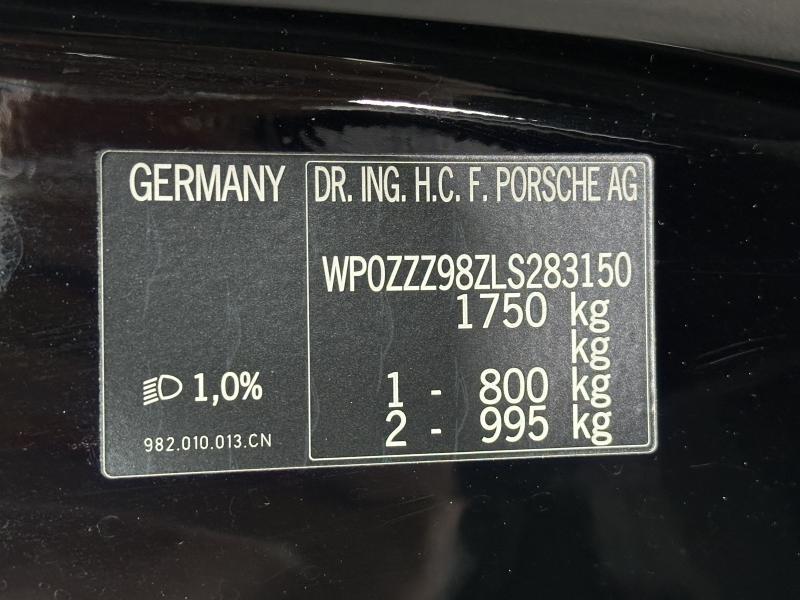 GERMANY
DR. ING. H.C. F. PORSCHE AG
WP0ZZZ98ZLS283150
1750 kg
kg
1 - 800 kg
2 - 995 kg
1,0%
982.010.013.CN